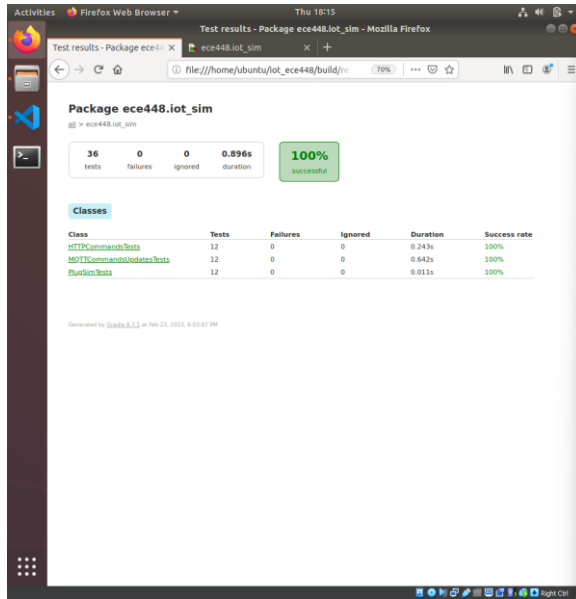 Activities Firefox Web Browser Thu 18:15
Test results - Package ece448.iot_sim - Mozilla Firefox
Test results - Package ece44 ece448.iot_sim
file:///home/ubuntu/iot_ece448/build/re 70%
Package ece448.iot_sim
all > ece448.iot_sim
36 0 0 0.896s 100%
tests failures ignored duration successful
Classes
Class Tests Failures Ignored Duration Success rate
HTTPCommandsTests 12 0 0 0.243s 100%
MQTTCommandsUpdatesTests 12 0 0 0.642s 100%
PlugSimTests 12 0 0 0.011s 100%
Generated by Gradle 6.7.1 at Feb 23, 2023, 6:03:47 PM
Right Ctrl